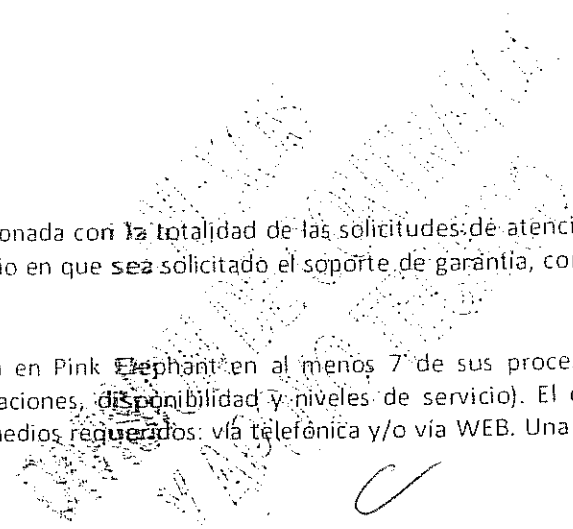 onada con la totalidad de las solicitudes de atenci
io en que sea solicitado el soporte de garantía, co
en Pink Elephant en al menos 7 de sus proce
aciones, disponibilidad y niveles de servicio). El
medios requeridos: vía telefónica y/o vía WEB. Una